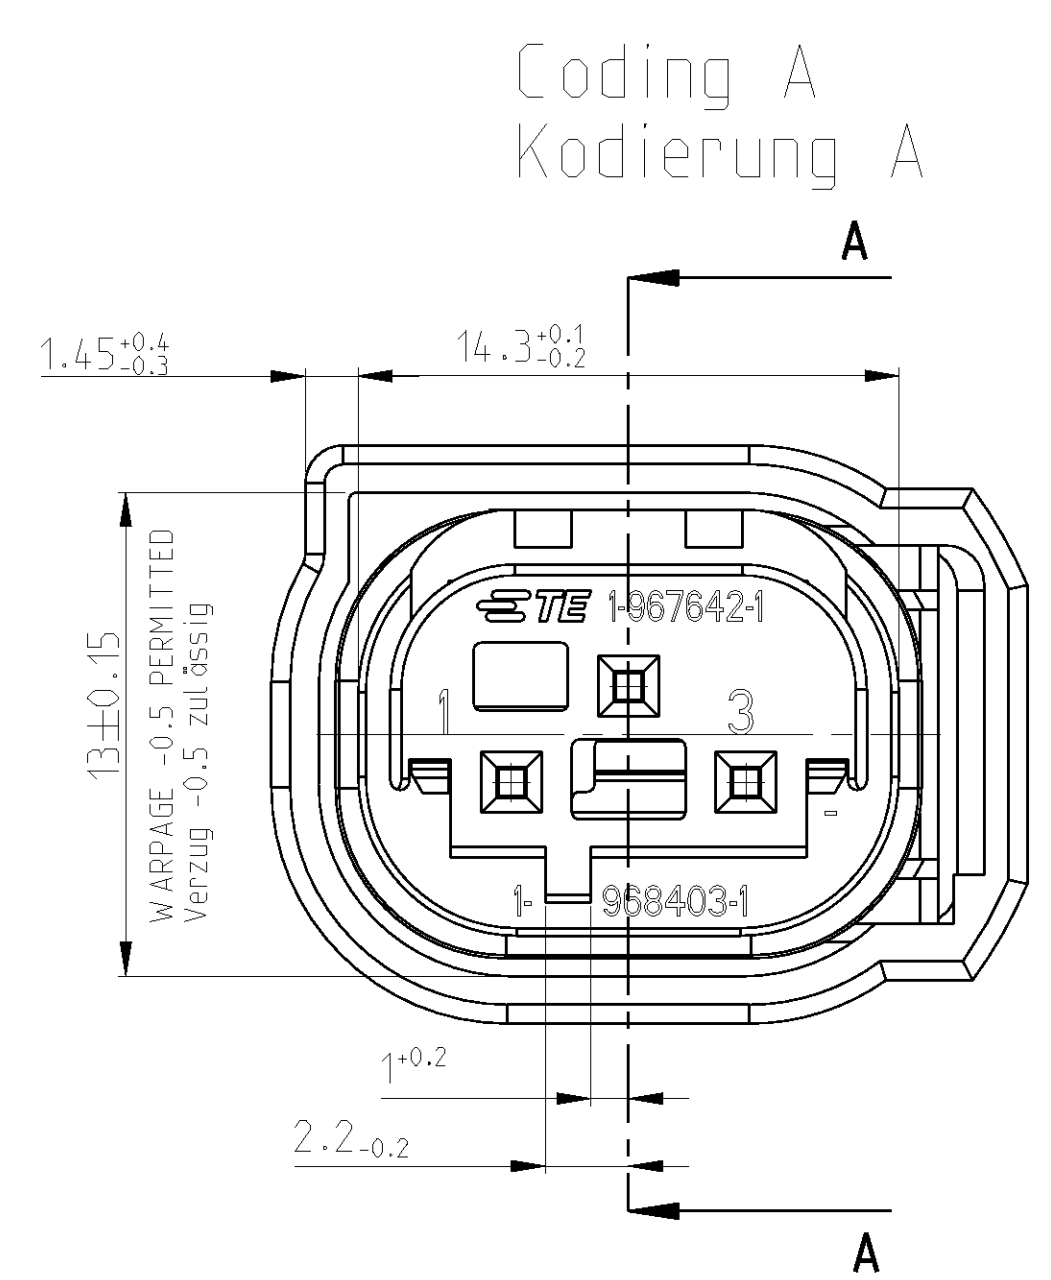 Coding A
Kodierung A
A
1.45 +0.4 -0.3
14.3 +0.1 -0.2
13±0.15
WARPAGE -0.5 PERMITTED
Verzug -0.5 zulässig
TE 1-967642-1
1 3
-
1- 968403-1
1 +0.2
2.2 -0.2
A